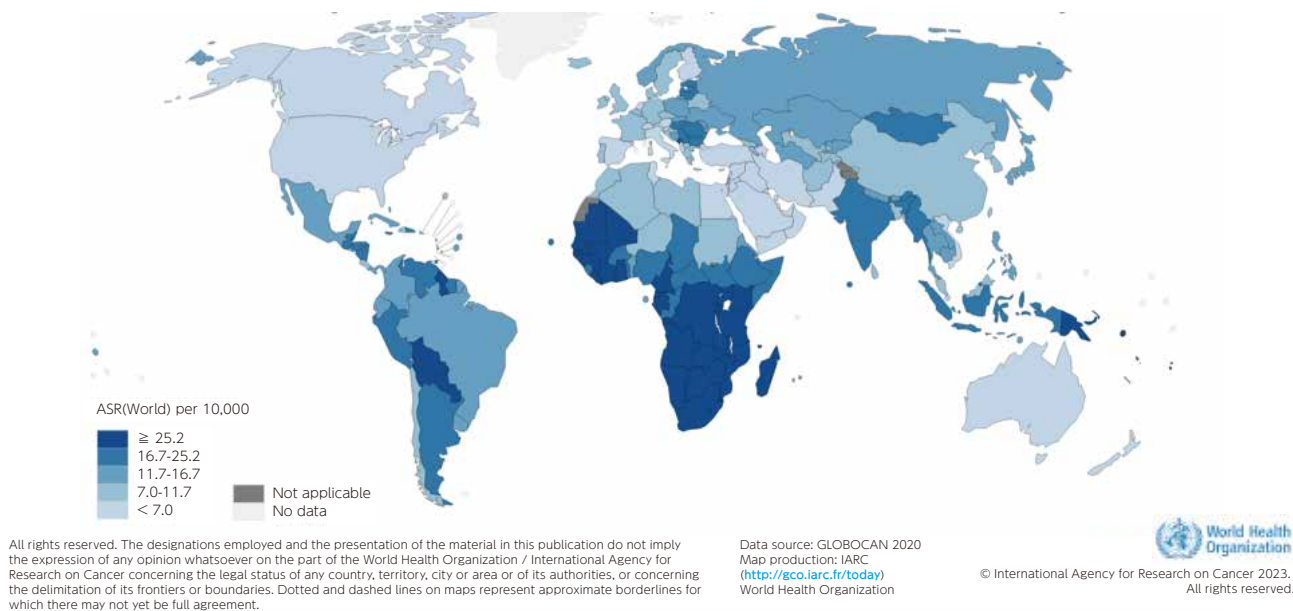 ASR(World) per 10,000
≧ 25.2
16.7-25.2
11.7-16.7
7.0-11.7
< 7.0
Not applicable
No data
All rights reserved. The designations employed and the presentation of the material in this publication do not imply
the expression of any opinion whatsoever on the part of the World Health Organization / International Agency for
Research on Cancer concerning the legal status of any country, territory, city or area or of its authorities, or concerning
the delimitation of its frontiers or boundaries. Dotted and dashed lines on maps represent approximate borderlines for
which there may not yet be full agreement.
Data source: GLOBOCAN 2020
Map production: IARC
(http://gco.iarc.fr/today)
World Health Organization
World Health
Organization
© International Agency for Research on Cancer 2023.
All rights reserved.